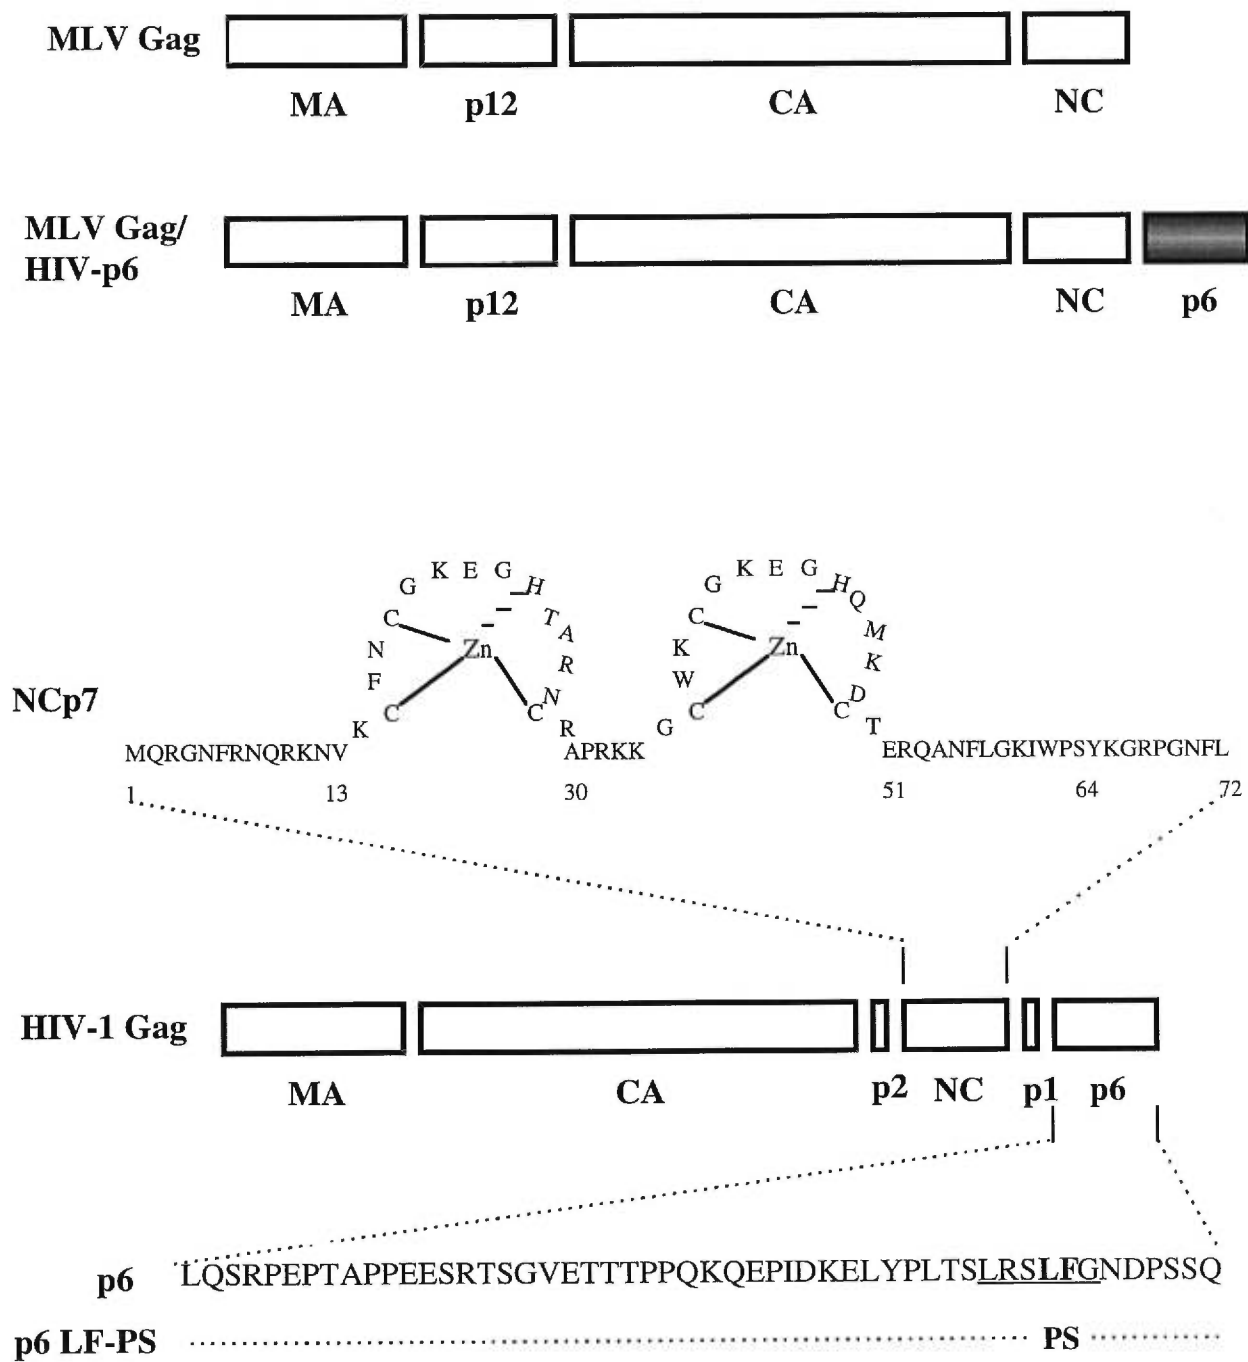 MLV Gag
MA p12 CA NC
MLV Gag/
HIV-p6
MA p12 CA NC p6
NCp7
MQRGNFRNQRKNV
K C F N C G K E G H T A R N C R
Zn
APRKK
G C W K C G K E G H Q M K D C T
Zn
ERQANFLGKIWPSYKGRPGNFL
1 13 30 51 64 72
HIV-1 Gag
MA CA p2 NC p1 p6
p6 LQSRPEPTAPPEESRTSGVETTTPPQKQEPIDKELYPLTSLRSLFGNDPSSQ
p6 LF-PS PS